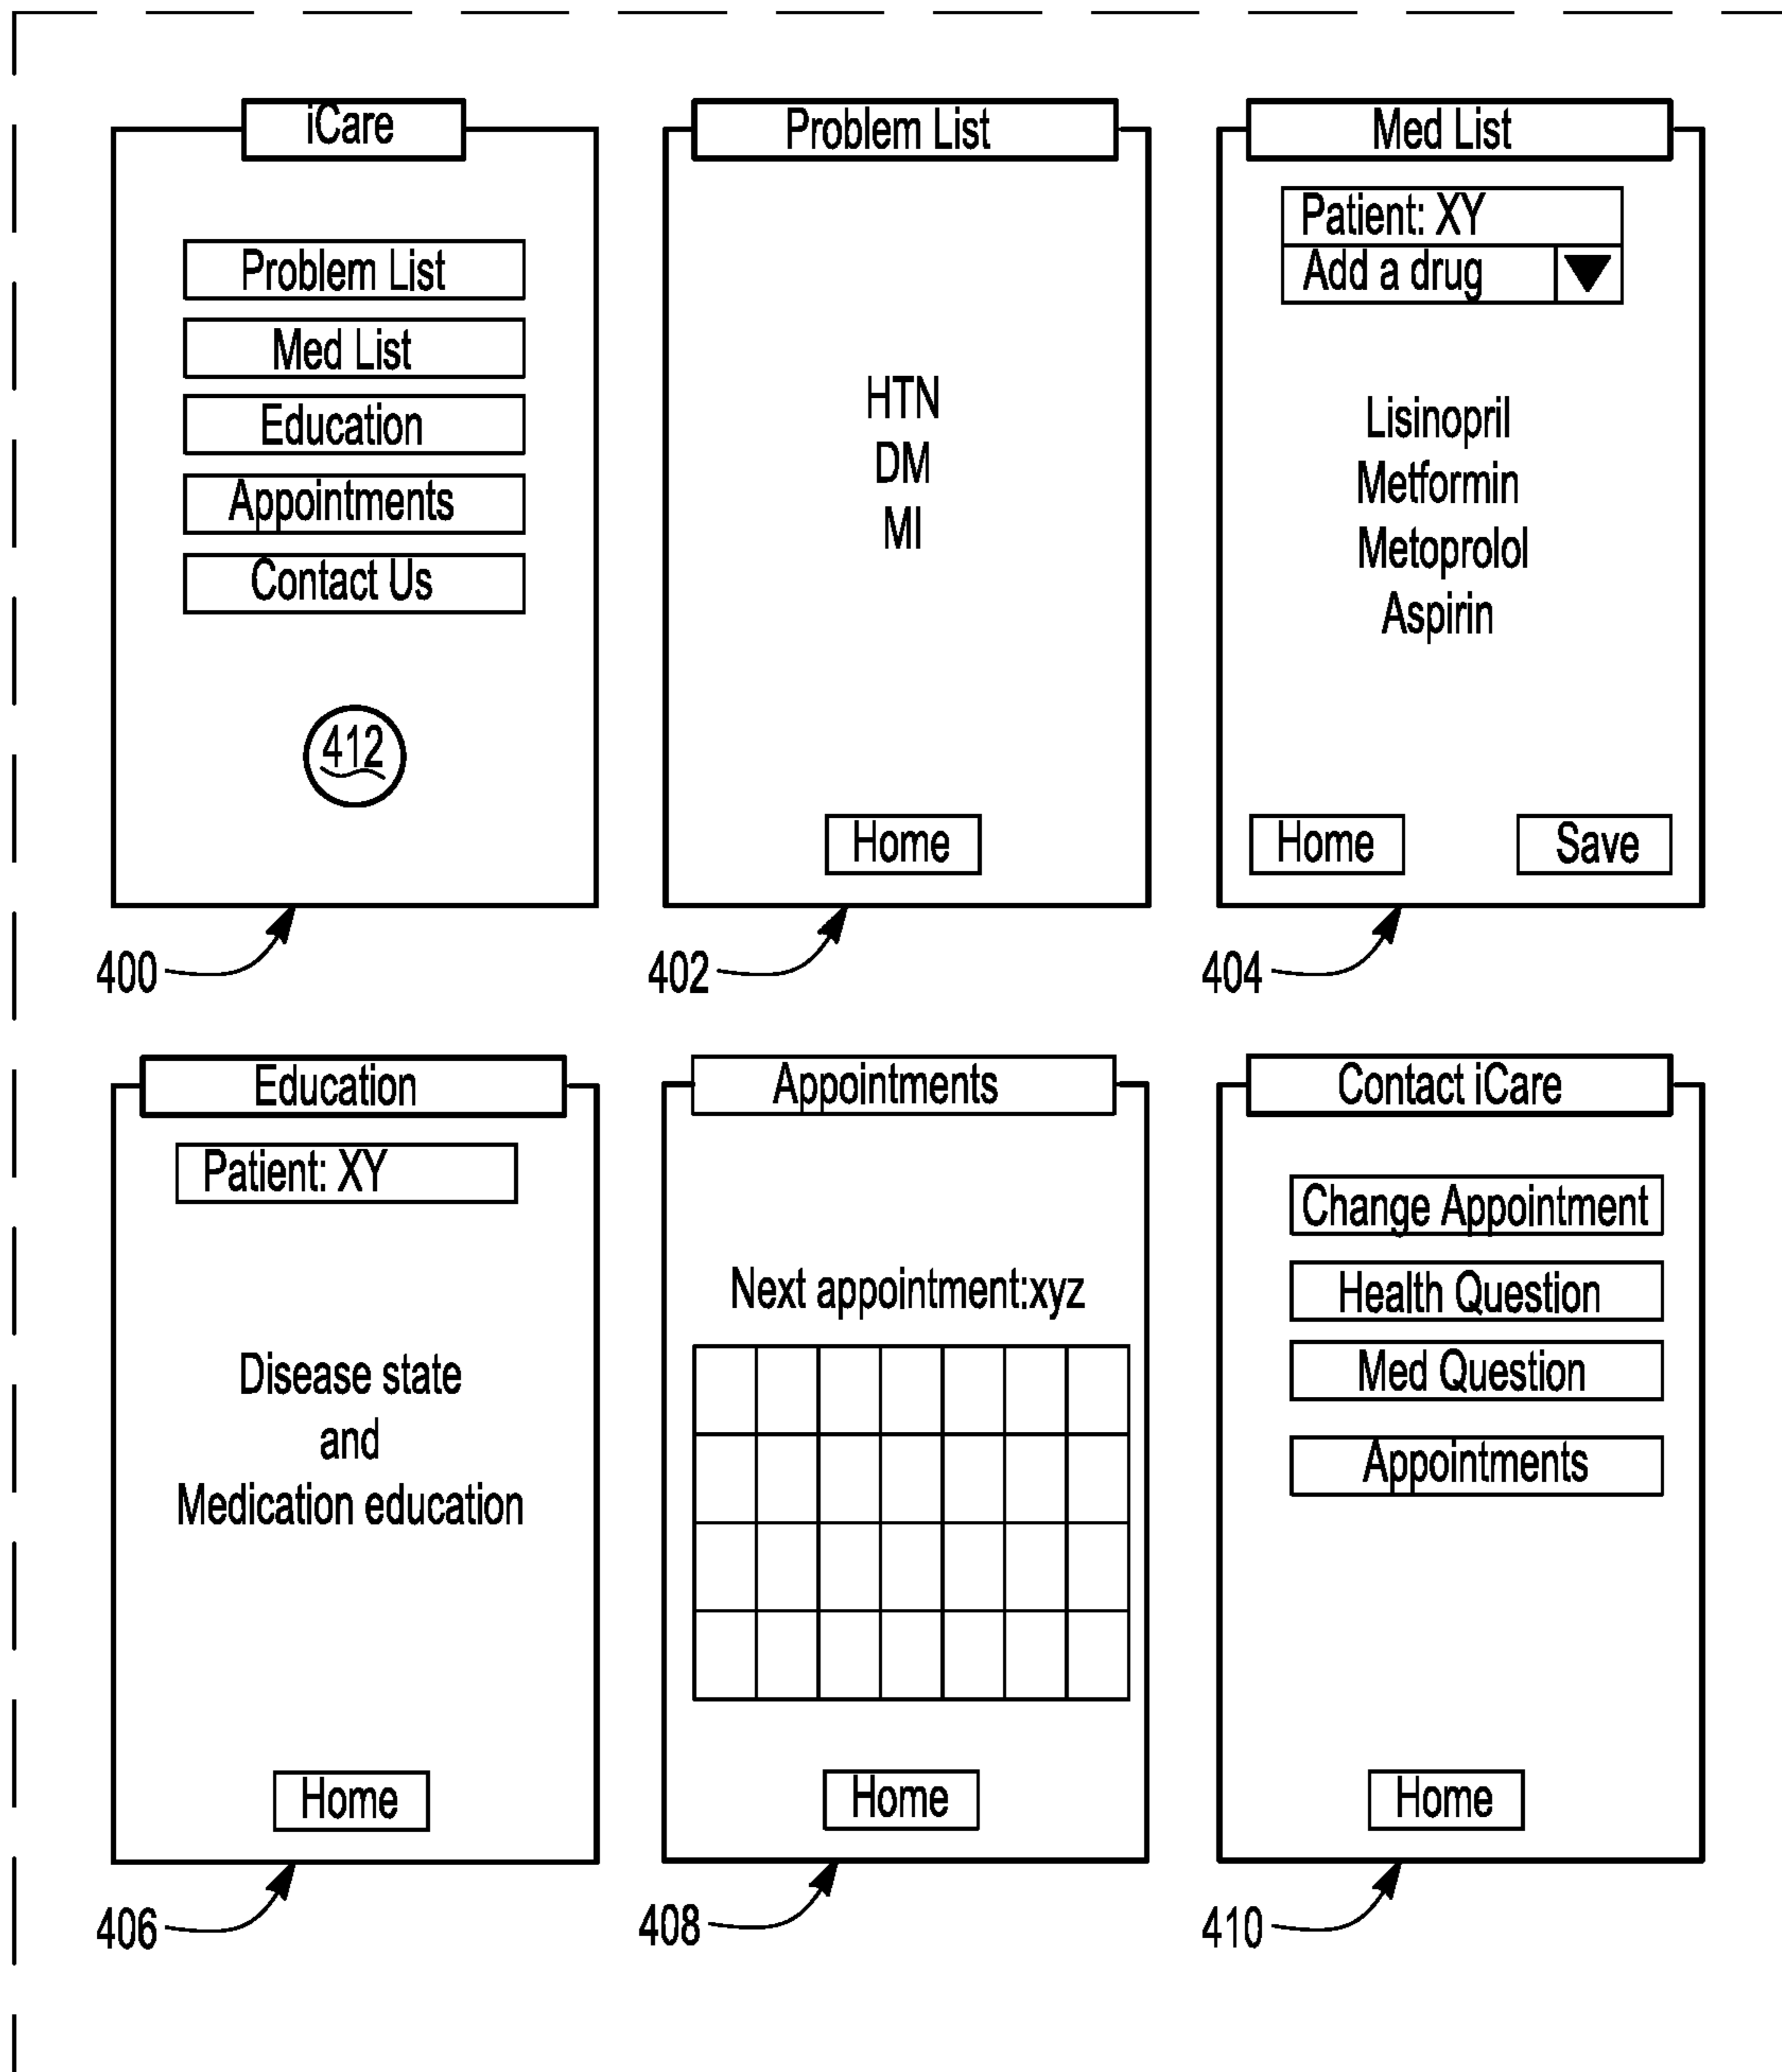 iCare
Problem List
Med List
Education
Appointments
Contact Us
412
400
Problem List
HTN
DM
MI
Home
402
Med List
Patient: XY
Add a drug
Lisinopril
Metformin
Metoprolol
Aspirin
Home
Save
404
Education
Patient: XY
Disease state
and
Medication education
Home
406
Appointments
Next appointment:xyz
Home
408
Contact iCare
Change Appointment
Health Question
Med Question
Appointments
Home
410